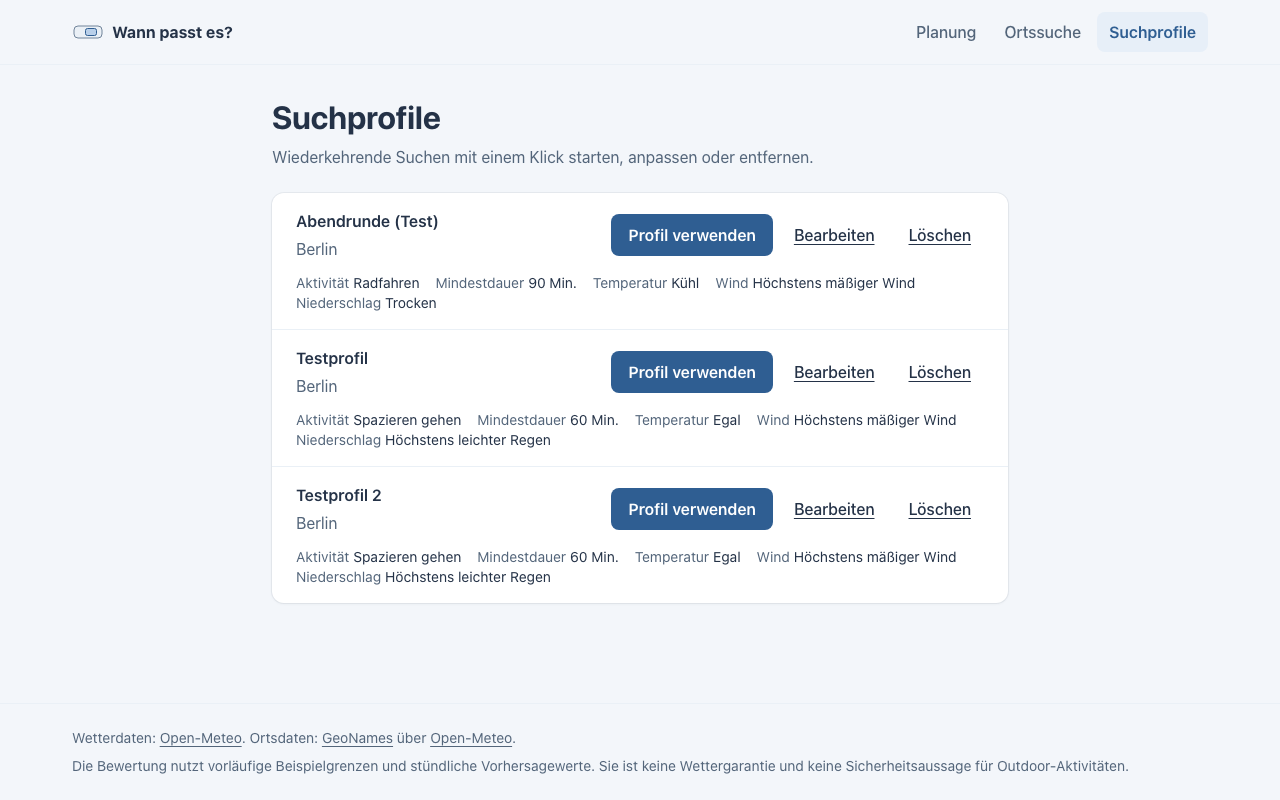 Wann passt es?
Planung
Ortssuche
Suchprofile
Suchprofile
Wiederkehrende Suchen mit einem Klick starten, anpassen oder entfernen.
Abendrunde (Test)
Berlin
Profil verwenden
Bearbeiten
Löschen
Aktivität Radfahren Mindestdauer 90 Min. Temperatur Kühl Wind Höchstens mäßiger Wind
Niederschlag Trocken
Testprofil
Berlin
Profil verwenden
Bearbeiten
Löschen
Aktivität Spazieren gehen Mindestdauer 60 Min. Temperatur Egal Wind Höchstens mäßiger Wind
Niederschlag Höchstens leichter Regen
Testprofil 2
Berlin
Profil verwenden
Bearbeiten
Löschen
Aktivität Spazieren gehen Mindestdauer 60 Min. Temperatur Egal Wind Höchstens mäßiger Wind
Niederschlag Höchstens leichter Regen
Wetterdaten: Open-Meteo. Ortsdaten: GeoNames über Open-Meteo.
Die Bewertung nutzt vorläufige Beispielgrenzen und stündliche Vorhersagewerte. Sie ist keine Wettergarantie und keine Sicherheitsaussage für Outdoor-Aktivitäten.